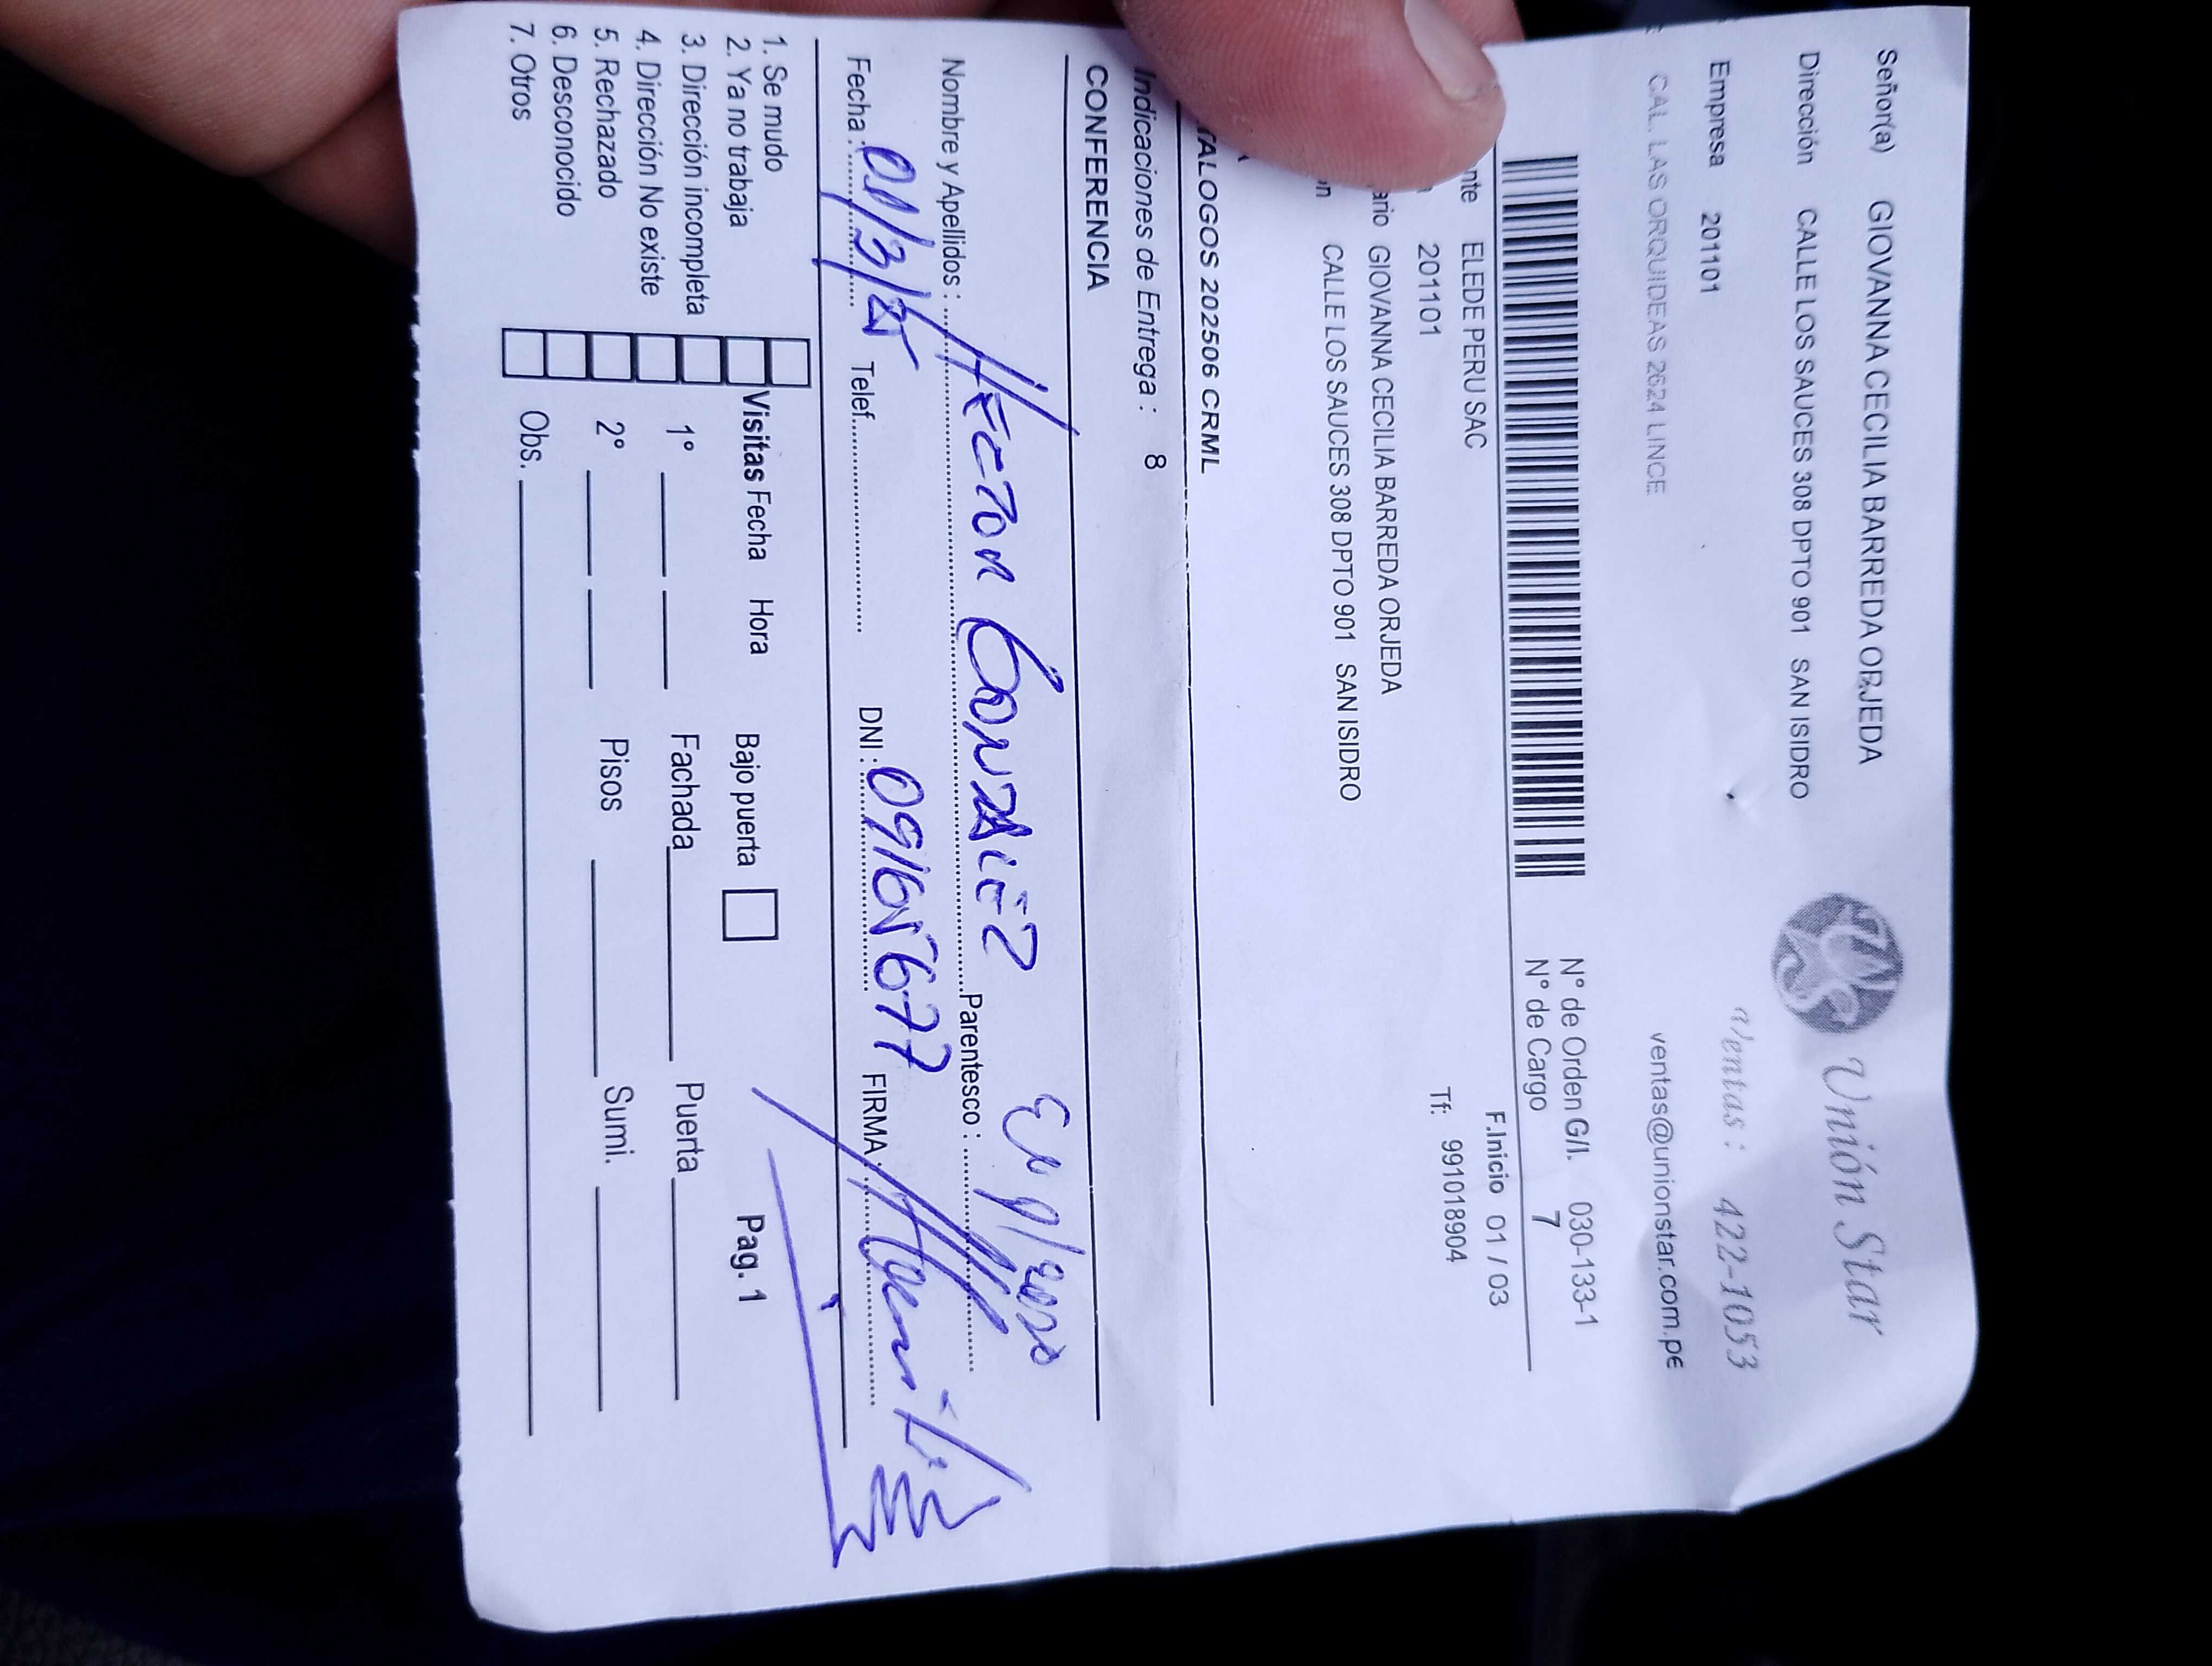 Señor(a) GIOVANNA CECILIA BARREDA ORJEDA
Unión Star
Dirección CALLE LOS SAUCES 308 DPTO 901 SAN ISIDRO
Empresa 201101
Ventas : 422-1053
CAL. LAS ORQUIDEAS 2624 LINCE
ventas@unionstar.com.pe
N° de Orden G/I. 030-133-1
N° de Cargo 7
nte ELEDE PERU SAC
F.Inicio 01 / 03
201101
Tf: 991018904
ario GIOVANNA CECILIA BARREDA ORJEDA
CALLE LOS SAUCES 308 DPTO 901 SAN ISIDRO
TALOGOS 202506 CRML
Indicaciones de Entrega : 8
CONFERENCIA
Nombre y Apellidos : Hector Gonzalez Parentesco :
Fecha : 01/3/25 Telef. DNI : 09165677 FIRMA :
1. Se mudo
2. Ya no trabaja
3. Dirección incompleta
4. Dirección No existe
5. Rechazado
6. Desconocido
7. Otros
Visitas Fecha Hora Bajo puerta Pag. 1
1° Fachada Puerta
2° Pisos Sumi.
Obs.